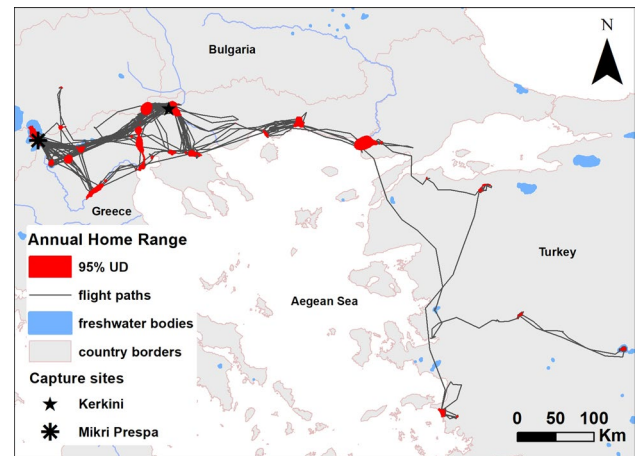 N
Bulgaria
Greece
Annual Home Range
95% UD
flight paths
freshwater bodies
country borders
Capture sites
Kerkini
Mikri Prespa
Aegean Sea
Turkey
0 50 100
Km